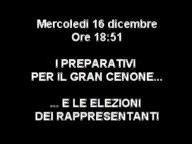 Mercoledì 16 dicembre
Ore 18:51
I PREPARATIVI
PER IL GRAN CENONE...
... E LE ELEZIONI
DEI RAPPRESENTANTI